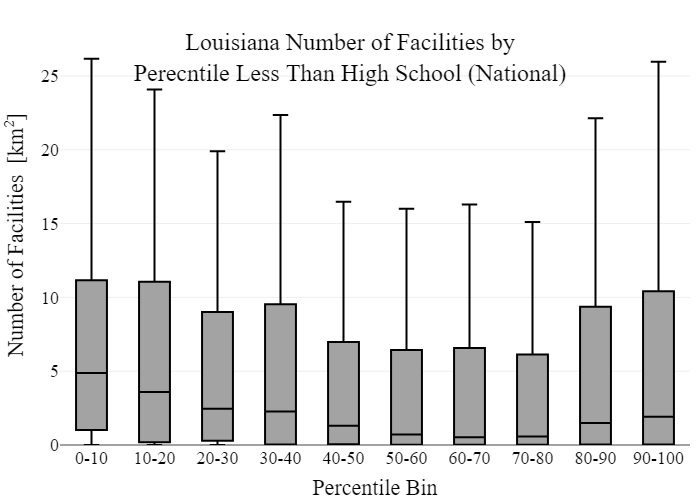 Louisiana Number of Facilities by
Perecntile Less Than High School (National)
Number of Facilities [km²]
25
20
15
10
5
0
0-10 10-20 20-30 30-40 40-50 50-60 60-70 70-80 80-90 90-100
Percentile Bin